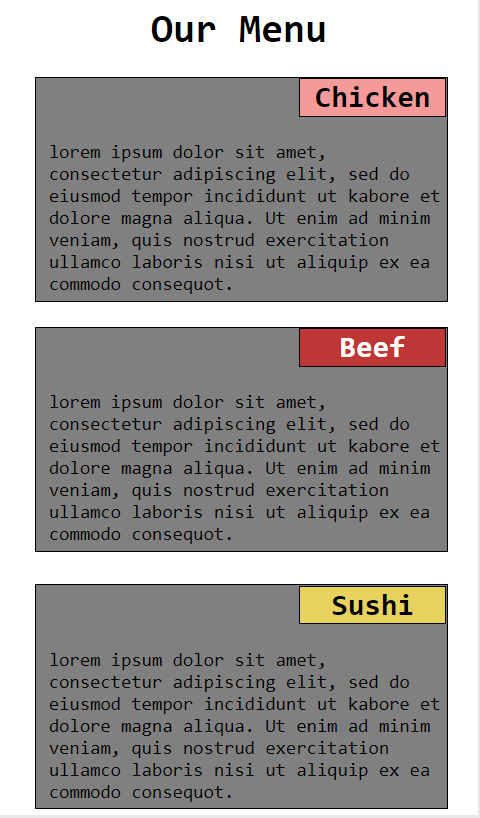 Our Menu
Chicken
lorem ipsum dolor sit amet,
consectetur adipiscing elit, sed do
eiusmod tempor incididunt ut kabore et
dolore magna aliqua. Ut enim ad minim
veniam, quis nostrud exercitation
ullamco laboris nisi ut aliquip ex ea
commodo consequot.
Beef
lorem ipsum dolor sit amet,
consectetur adipiscing elit, sed do
eiusmod tempor incididunt ut kabore et
dolore magna aliqua. Ut enim ad minim
veniam, quis nostrud exercitation
ullamco laboris nisi ut aliquip ex ea
commodo consequot.
Sushi
lorem ipsum dolor sit amet,
consectetur adipiscing elit, sed do
eiusmod tempor incididunt ut kabore et
dolore magna aliqua. Ut enim ad minim
veniam, quis nostrud exercitation
ullamco laboris nisi ut aliquip ex ea
commodo consequot.